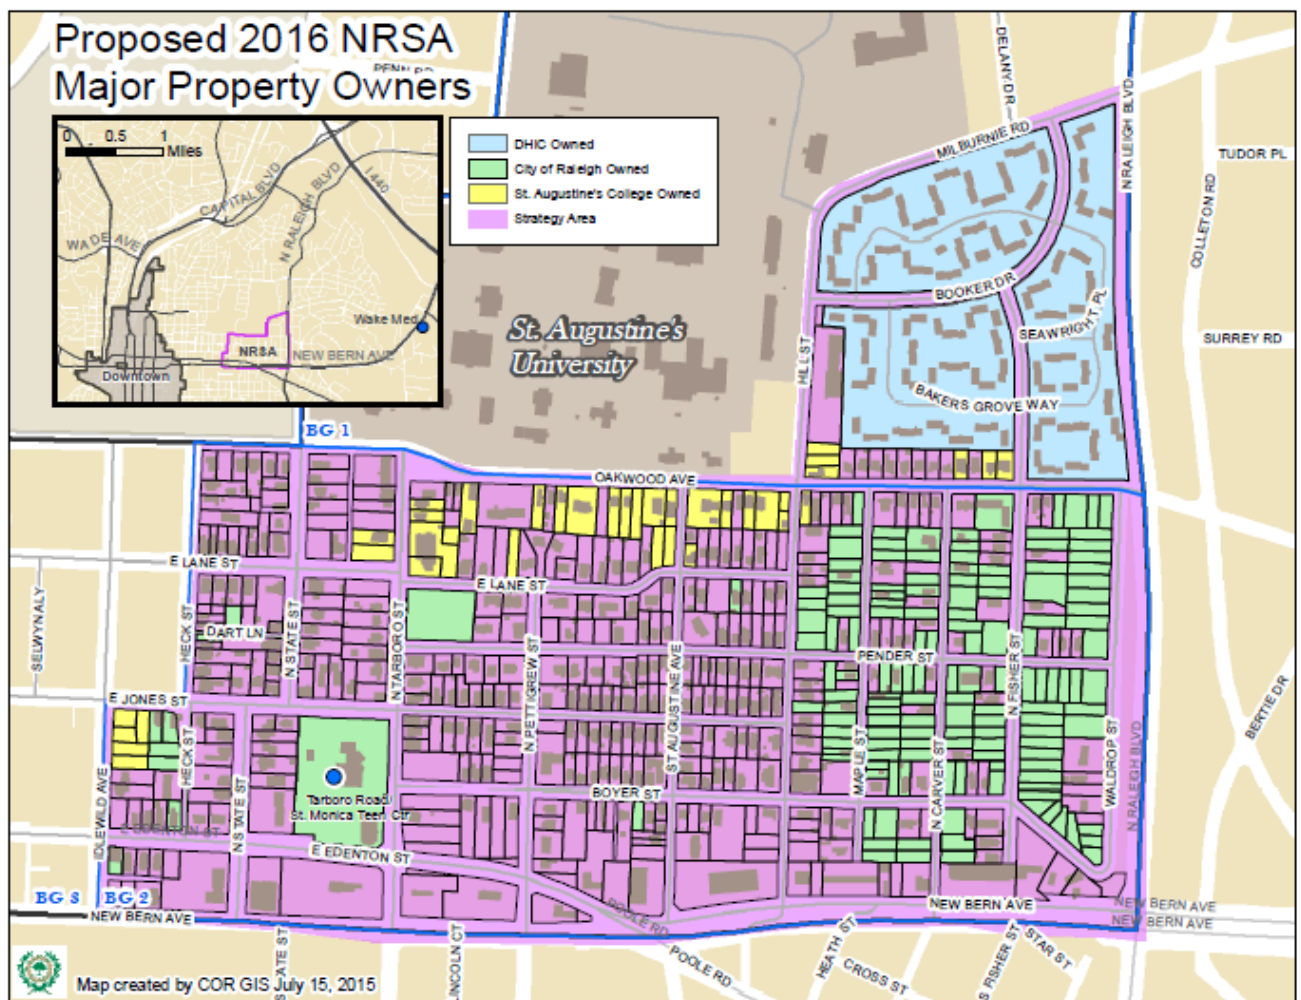 Proposed 2016 NRSA
Major Property Owners
0 0.5 1
Miles
CAPITAL BLVD
N RALEIGH BLVD
I 440
WADE AVE
Wake Med
NRSA
NEW BERN AVE
Downtown
DHIC Owned
City of Raleigh Owned
St. Augustine's College Owned
Strategy Area
DELANY DR
MILBURNIE RD
N RALEIGH BLVD
TUDOR PL
COLLETON RD
BOOKER DR
SEAWRIGHT PL
SURREY RD
HILL ST
BAKERS GROVE WAY
St. Augustine's
University
BG 1
OAKWOOD AVE
E LANE ST
E LANE ST
SELWYN ALY
HECK ST
DART LN
N STATE ST
N TARBORO ST
N PETTIGREW ST
ST AUGUSTINE AVE
PENDER ST
N FISHER ST
E JONES ST
HECK ST
IDLEWILD AVE
N STATE ST
Tarboro Road/
St. Monica Teen Ctr
BOYER ST
MAPLE ST
N CARVER ST
WALDROP ST
N RALEIGH BLVD
BERTIE DR
E EDENTON ST
E EDENTON ST
BG 3
BG 2
NEW BERN AVE
POOLE RD
POOLE RD
NEW BERN AVE
NEW BERN AVE
NEW BERN AVE
HEATH ST
CROSS ST
S FISHER ST
STAR ST
LINCOLN CT
Map created by COR GIS July 15, 2015